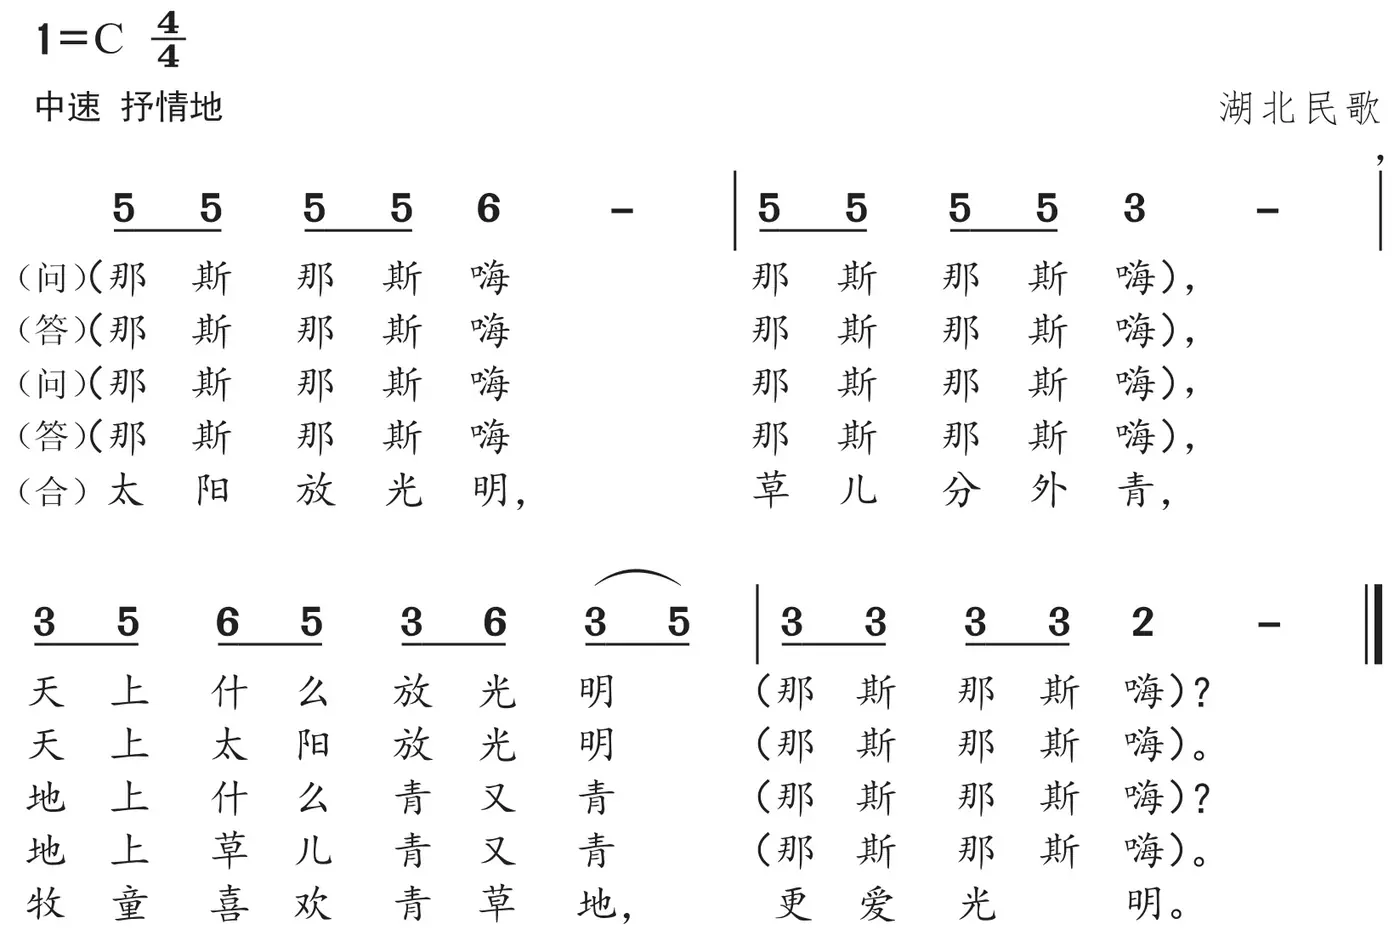 1=C 4/4
中速 抒情地
湖北民歌
5 5 5 5 6 – | 5 5 5 5 3 – ’ |
(问)(那 斯 那 斯 嗨 那 斯 那 斯 嗨),
(答)(那 斯 那 斯 嗨 那 斯 那 斯 嗨),
(问)(那 斯 那 斯 嗨 那 斯 那 斯 嗨),
(答)(那 斯 那 斯 嗨 那 斯 那 斯 嗨),
(合)太 阳 放 光 明, 草 儿 分 外 青,
3 5 6 5 3 6 3 5 | 3 3 3 3 2 – ‖
天 上 什 么 放 光 明 (那 斯 那 斯 嗨)?
天 上 太 阳 放 光 明 (那 斯 那 斯 嗨)。
地 上 什 么 青 又 青 (那 斯 那 斯 嗨)?
地 上 草 儿 青 又 青 (那 斯 那 斯 嗨)。
牧 童 喜 欢 青 草 地, 更 爱 光 明。